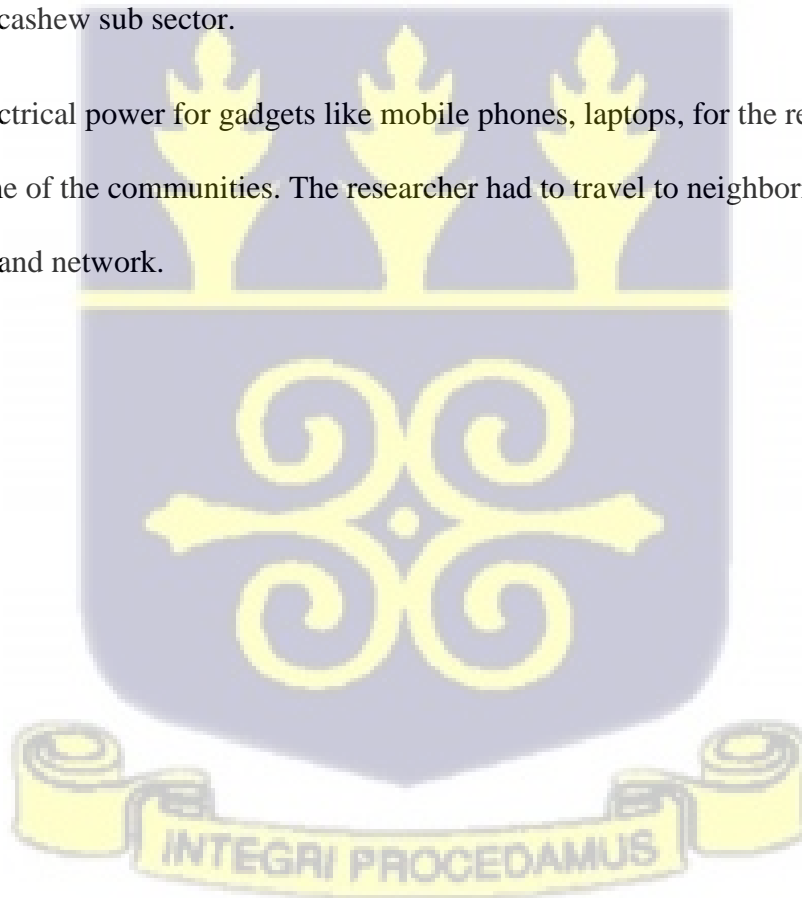 cashew sub sector.
ctrical power for gadgets like mobile phones, laptops, for the re
ne of the communities. The researcher had to travel to neighbori
and network.
INTEGRI PROCEDAMUS